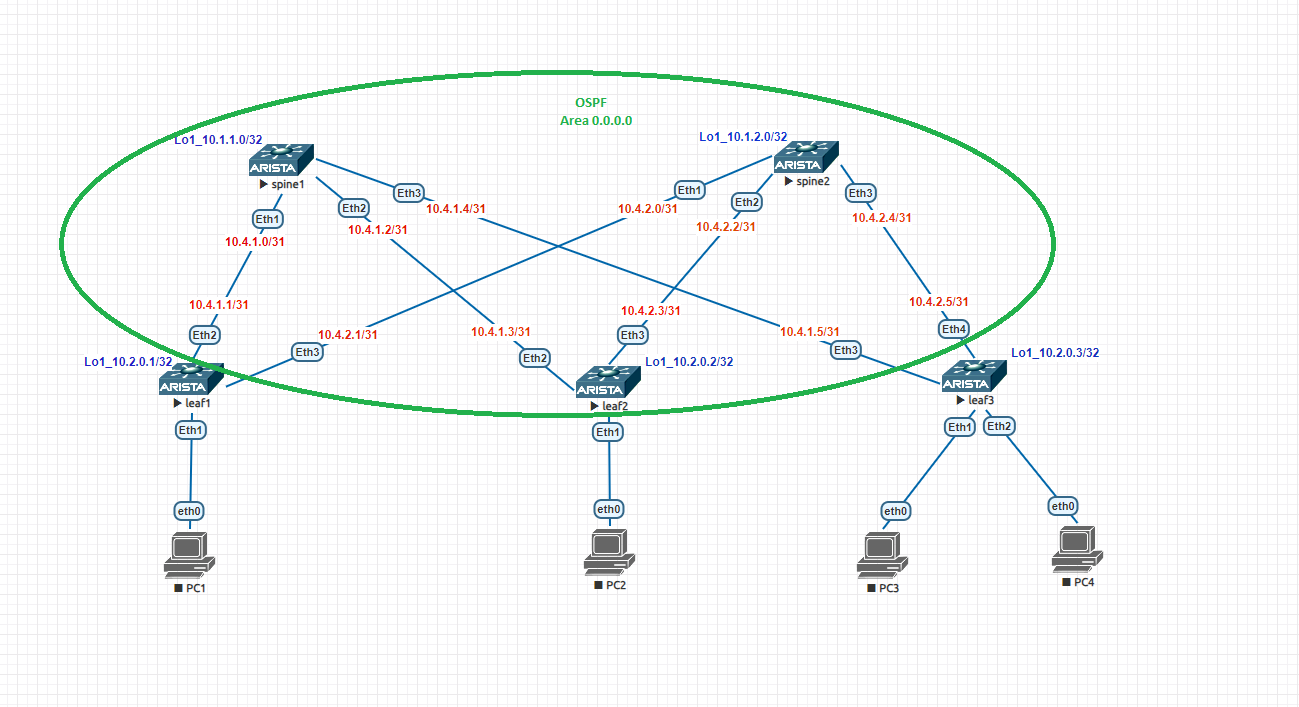 OSPF
Area 0.0.0.0
Lo1_10.1.1.0/32
Lo1_10.1.2.0/32
ARISTA
ARISTA
spine1
spine2
Eth3
Eth1
Eth3
Eth2
Eth2
Eth1
10.4.1.4/31
10.4.2.0/31
10.4.2.4/31
10.4.1.2/31
10.4.2.2/31
10.4.1.0/31
10.4.1.1/31
10.4.2.5/31
10.4.2.3/31
10.4.2.1/31
10.4.1.3/31
10.4.1.5/31
Eth2
Eth3
Eth4
Eth3
Eth2
Eth3
Lo1_10.2.0.1/32
Lo1_10.2.0.2/32
Lo1_10.2.0.3/32
ARISTA
ARISTA
ARISTA
leaf1
leaf2
leaf3
Eth1
Eth1
Eth1
Eth2
eth0
eth0
eth0
eth0
PC1
PC2
PC3
PC4